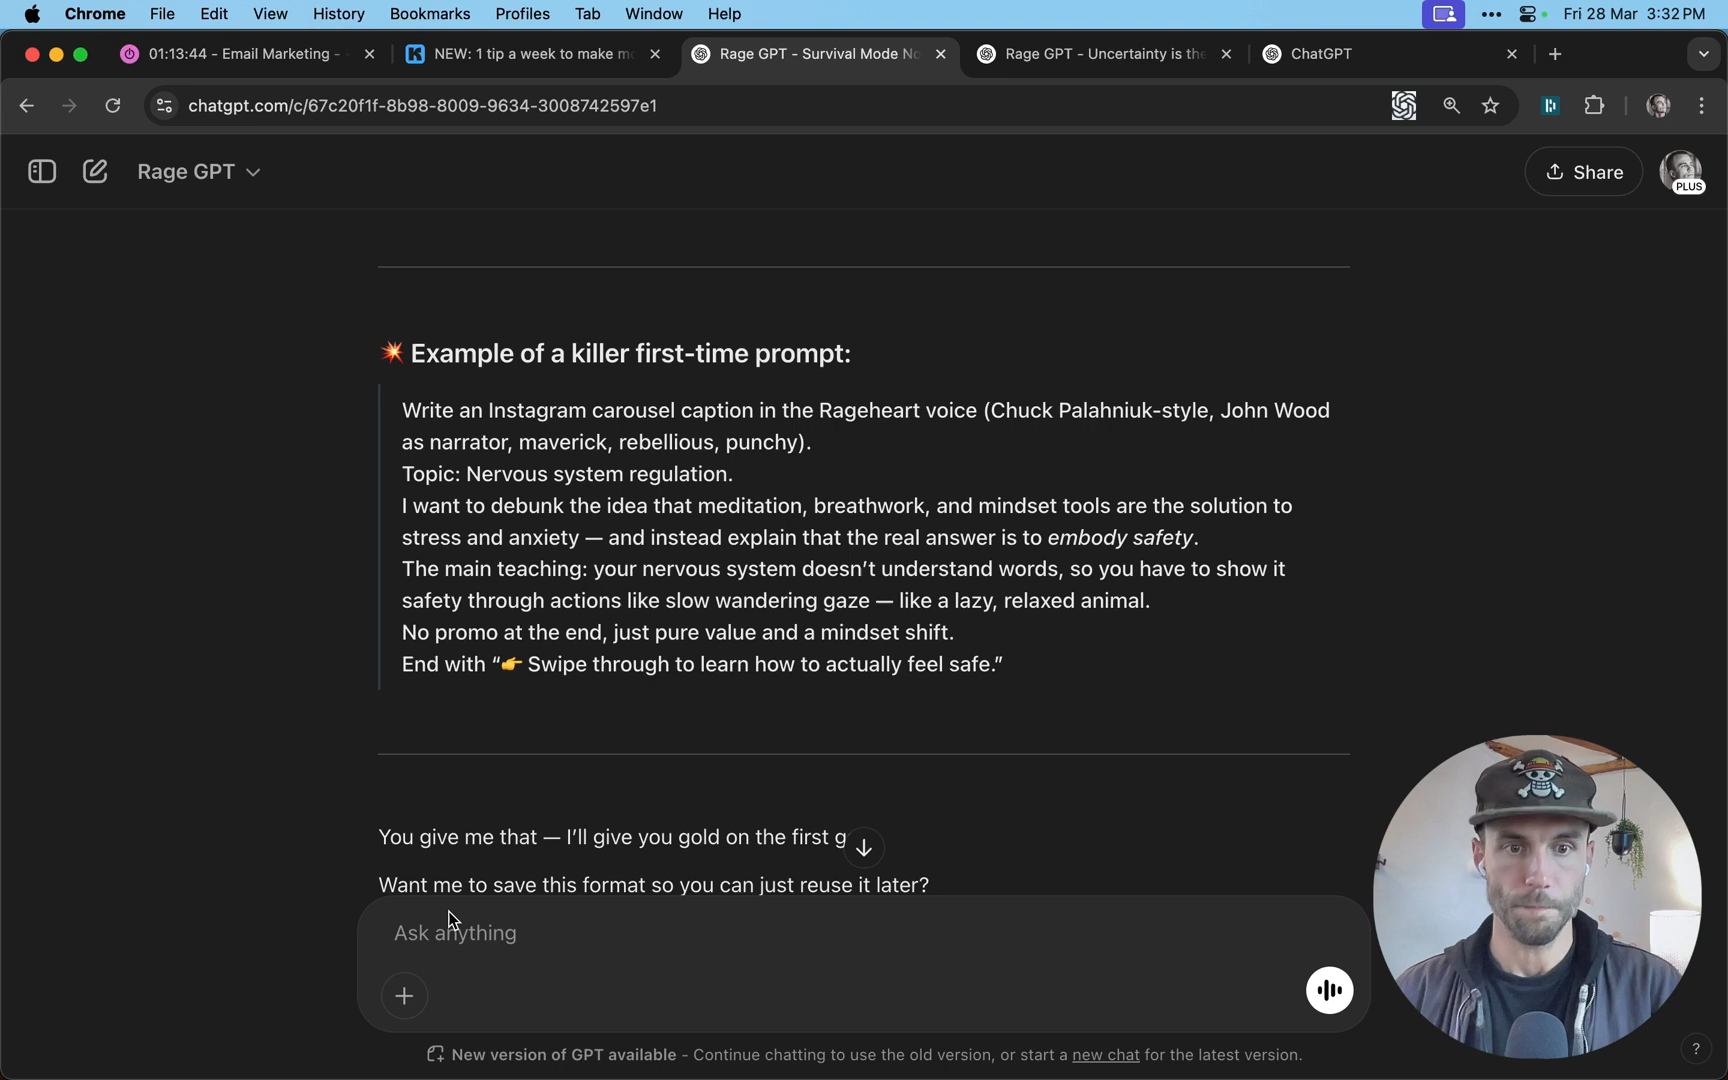 Chrome File Edit View History Bookmarks Profiles Tab Window Help Fri 28 Mar 3:32 PM
01:13:44 - Email Marketing - NEW: 1 tip a week to make m Rage GPT - Survival Mode No Rage GPT - Uncertainty is the ChatGPT
chatgpt.com/c/67c20f1f-8b98-8009-9634-3008742597e1
Rage GPT Share
PLUS
💥 Example of a killer first-time prompt:
Write an Instagram carousel caption in the Rageheart voice (Chuck Palahniuk-style, John Wood
as narrator, maverick, rebellious, punchy).
Topic: Nervous system regulation.
I want to debunk the idea that meditation, breathwork, and mindset tools are the solution to
stress and anxiety — and instead explain that the real answer is to embody safety.
The main teaching: your nervous system doesn’t understand words, so you have to show it
safety through actions like slow wandering gaze — like a lazy, relaxed animal.
No promo at the end, just pure value and a mindset shift.
End with “👉 Swipe through to learn how to actually feel safe.”
You give me that — I’ll give you gold on the first g
Want me to save this format so you can just reuse it later?
Ask anything
New version of GPT available - Continue chatting to use the old version, or start a new chat for the latest version.
?